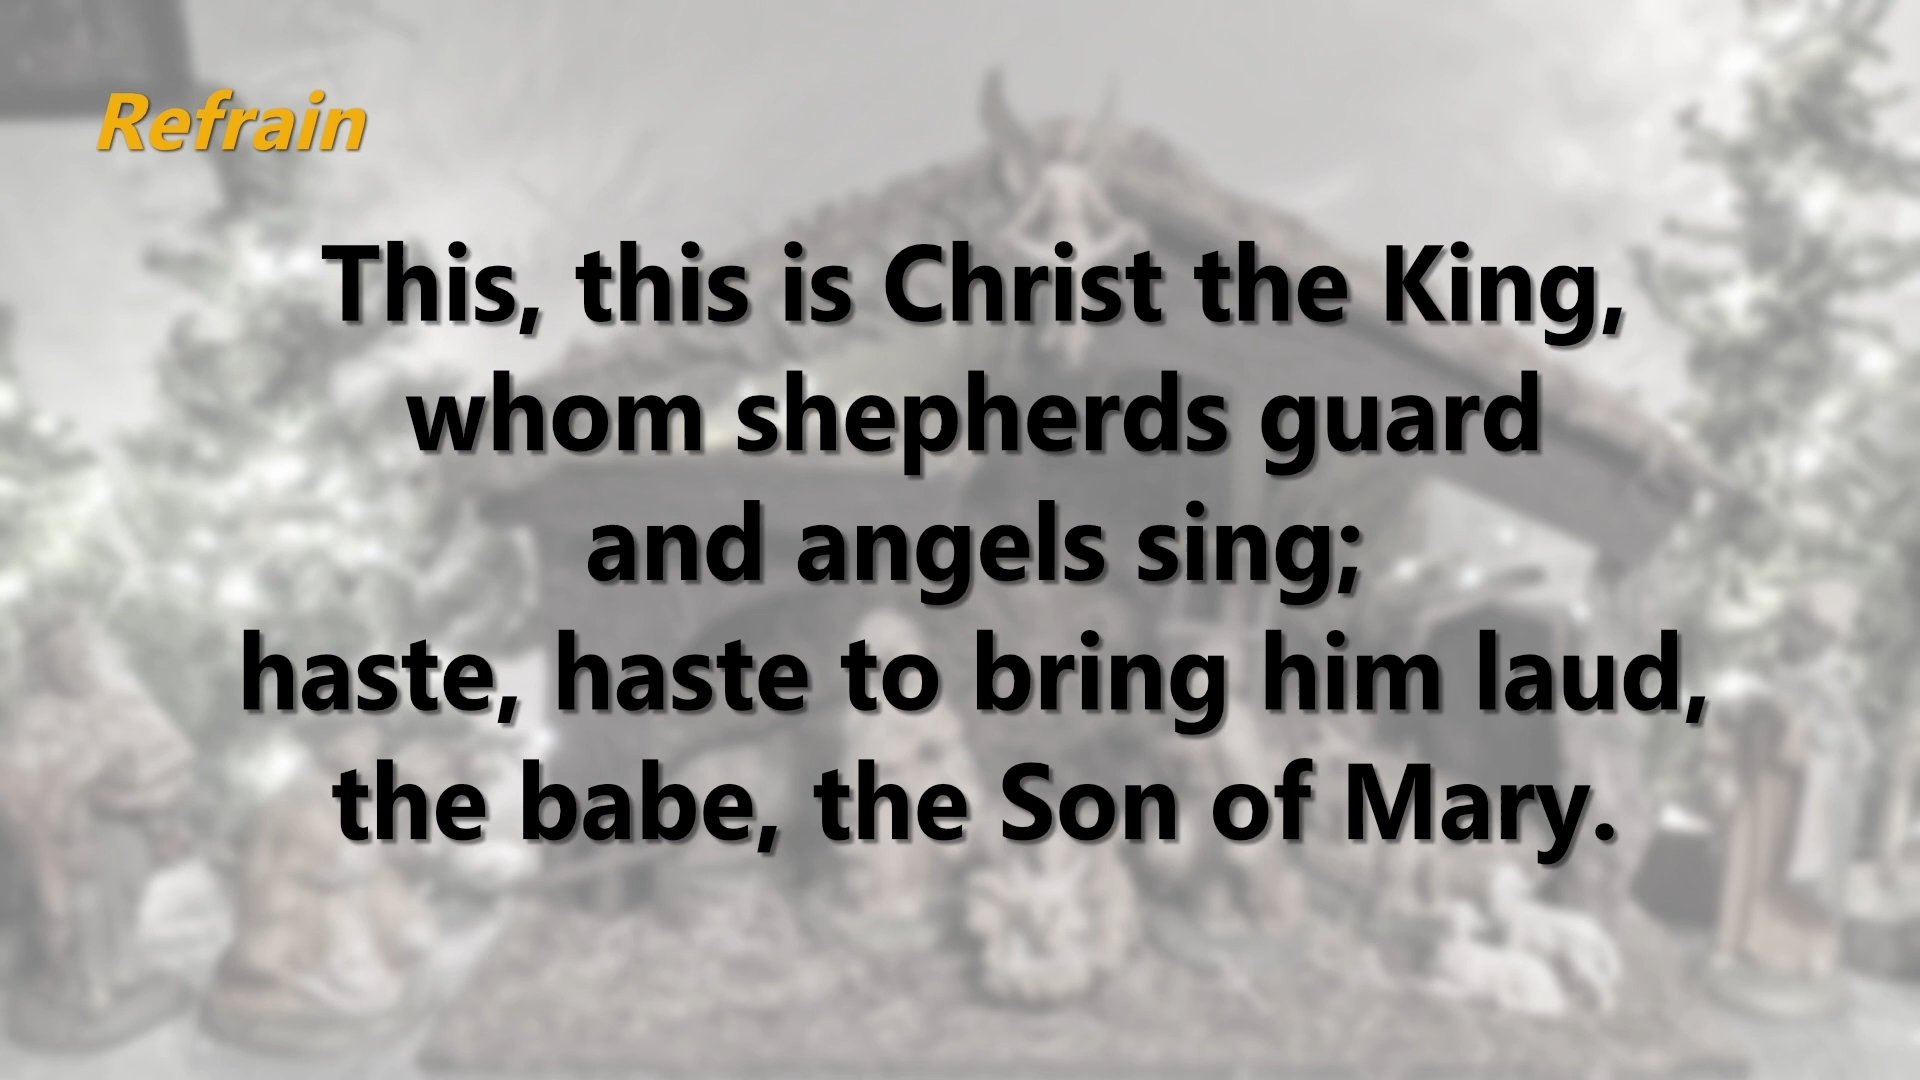 Refrain
This, this is Christ the King,
whom shepherds guard
and angels sing;
haste, haste to bring him laud,
the babe, the Son of Mary.